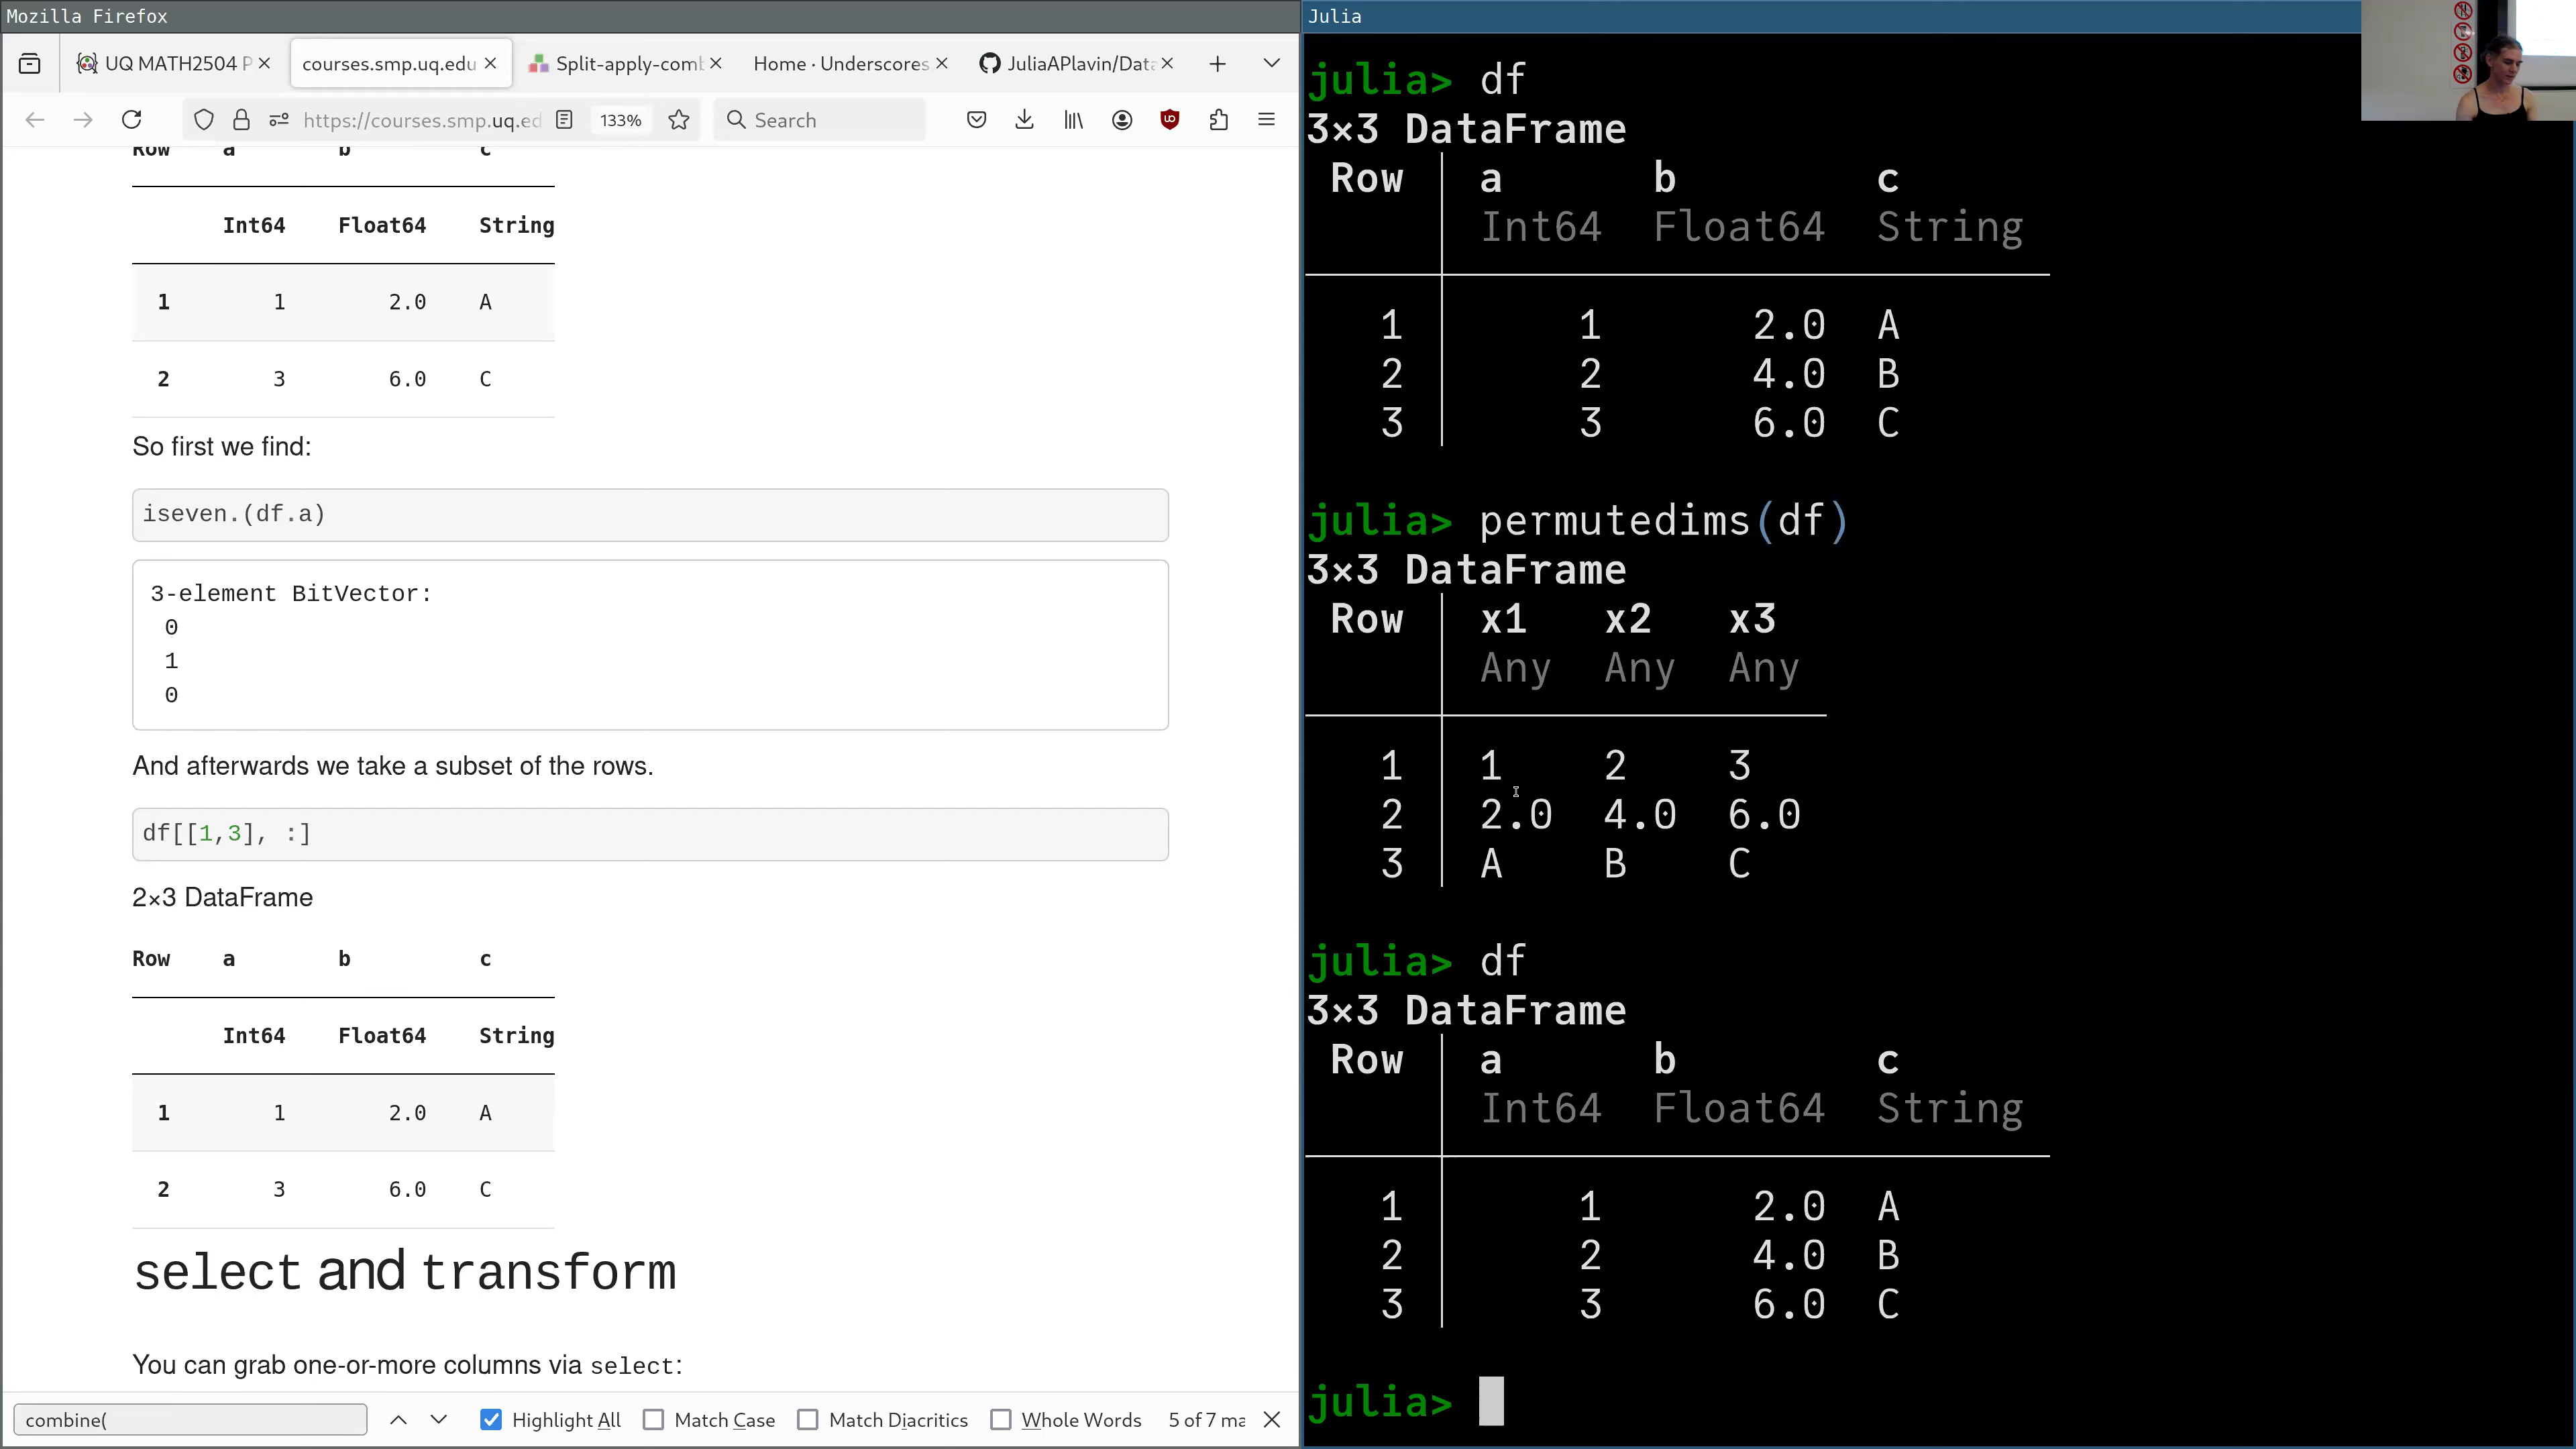 Mozilla Firefox
UQ MATH2504 P
courses.smp.uq.edu
Split-apply-comb
Home · Underscores.
JuliaAPlavin/Data
https://courses.smp.uq.ed
133%
Search
Row a b c
Int64 Float64 String
1 1 2.0 A
2 3 6.0 C
So first we find:
iseven.(df.a)
3-element BitVector:
0
1
0
And afterwards we take a subset of the rows.
df[[1,3], :]
2×3 DataFrame
Row a b c
Int64 Float64 String
1 1 2.0 A
2 3 6.0 C
select and transform
You can grab one-or-more columns via select:
combine(
Highlight All
Match Case
Match Diacritics
Whole Words
5 of 7 ma
Julia
julia> df
3×3 DataFrame
Row a b c
Int64 Float64 String
1 1 2.0 A
2 2 4.0 B
3 3 6.0 C
julia> permutedims(df)
3×3 DataFrame
Row x1 x2 x3
Any Any Any
1 1 2 3
2 2.0 4.0 6.0
3 A B C
julia> df
3×3 DataFrame
Row a b c
Int64 Float64 String
1 1 2.0 A
2 2 4.0 B
3 3 6.0 C
julia>